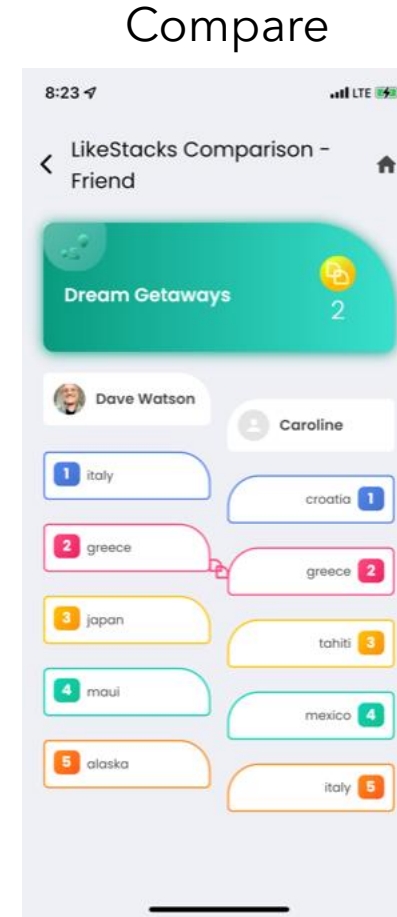 Compare
8:23
LTE
LikeStacks Comparison -
Friend
Dream Getaways
2
Dave Watson
Caroline
1 italy
croatia 1
2 greece
greece 2
3 japan
tahiti 3
4 maui
mexico 4
5 alaska
italy 5